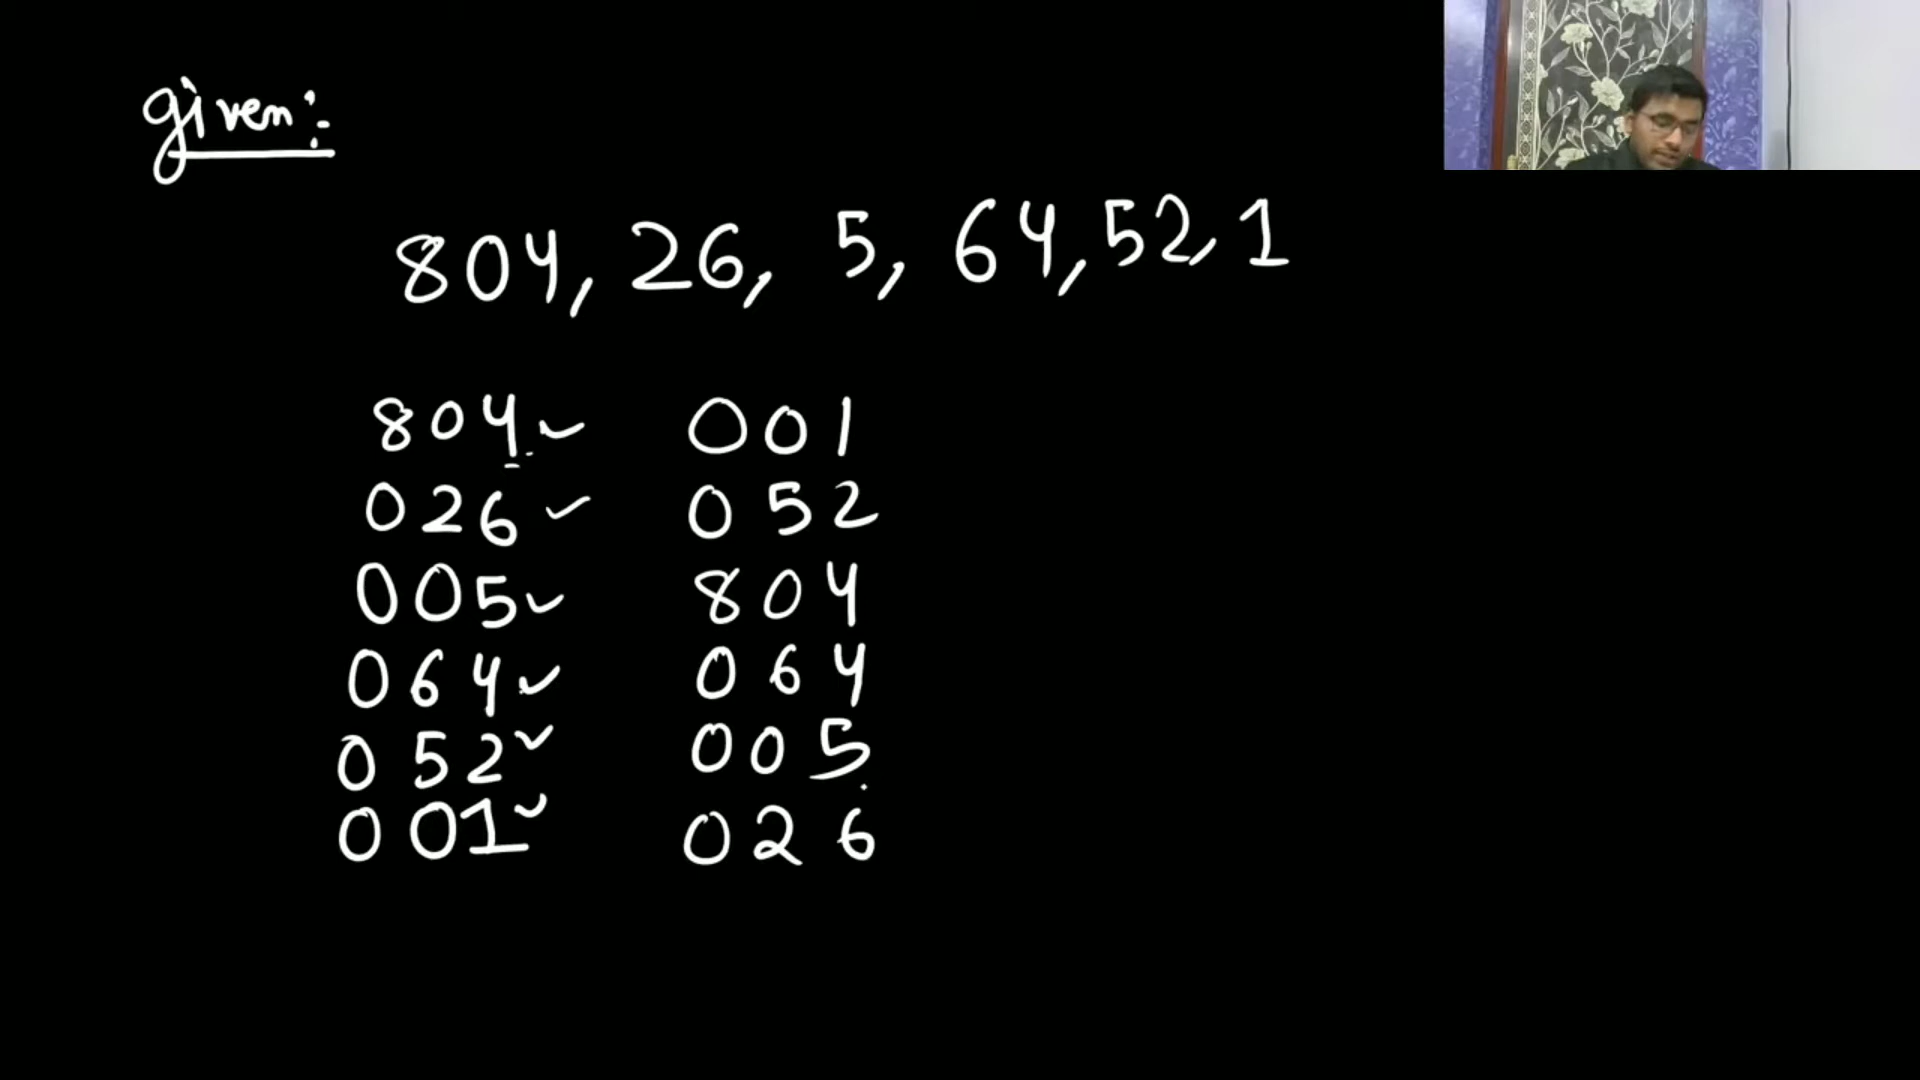 given:-
804, 26, 5, 64, 52, 1
804 ✓ 001
026 ✓ 052
005 ✓ 804
064 ✓ 064
052 ✓ 005
001 ✓ 026